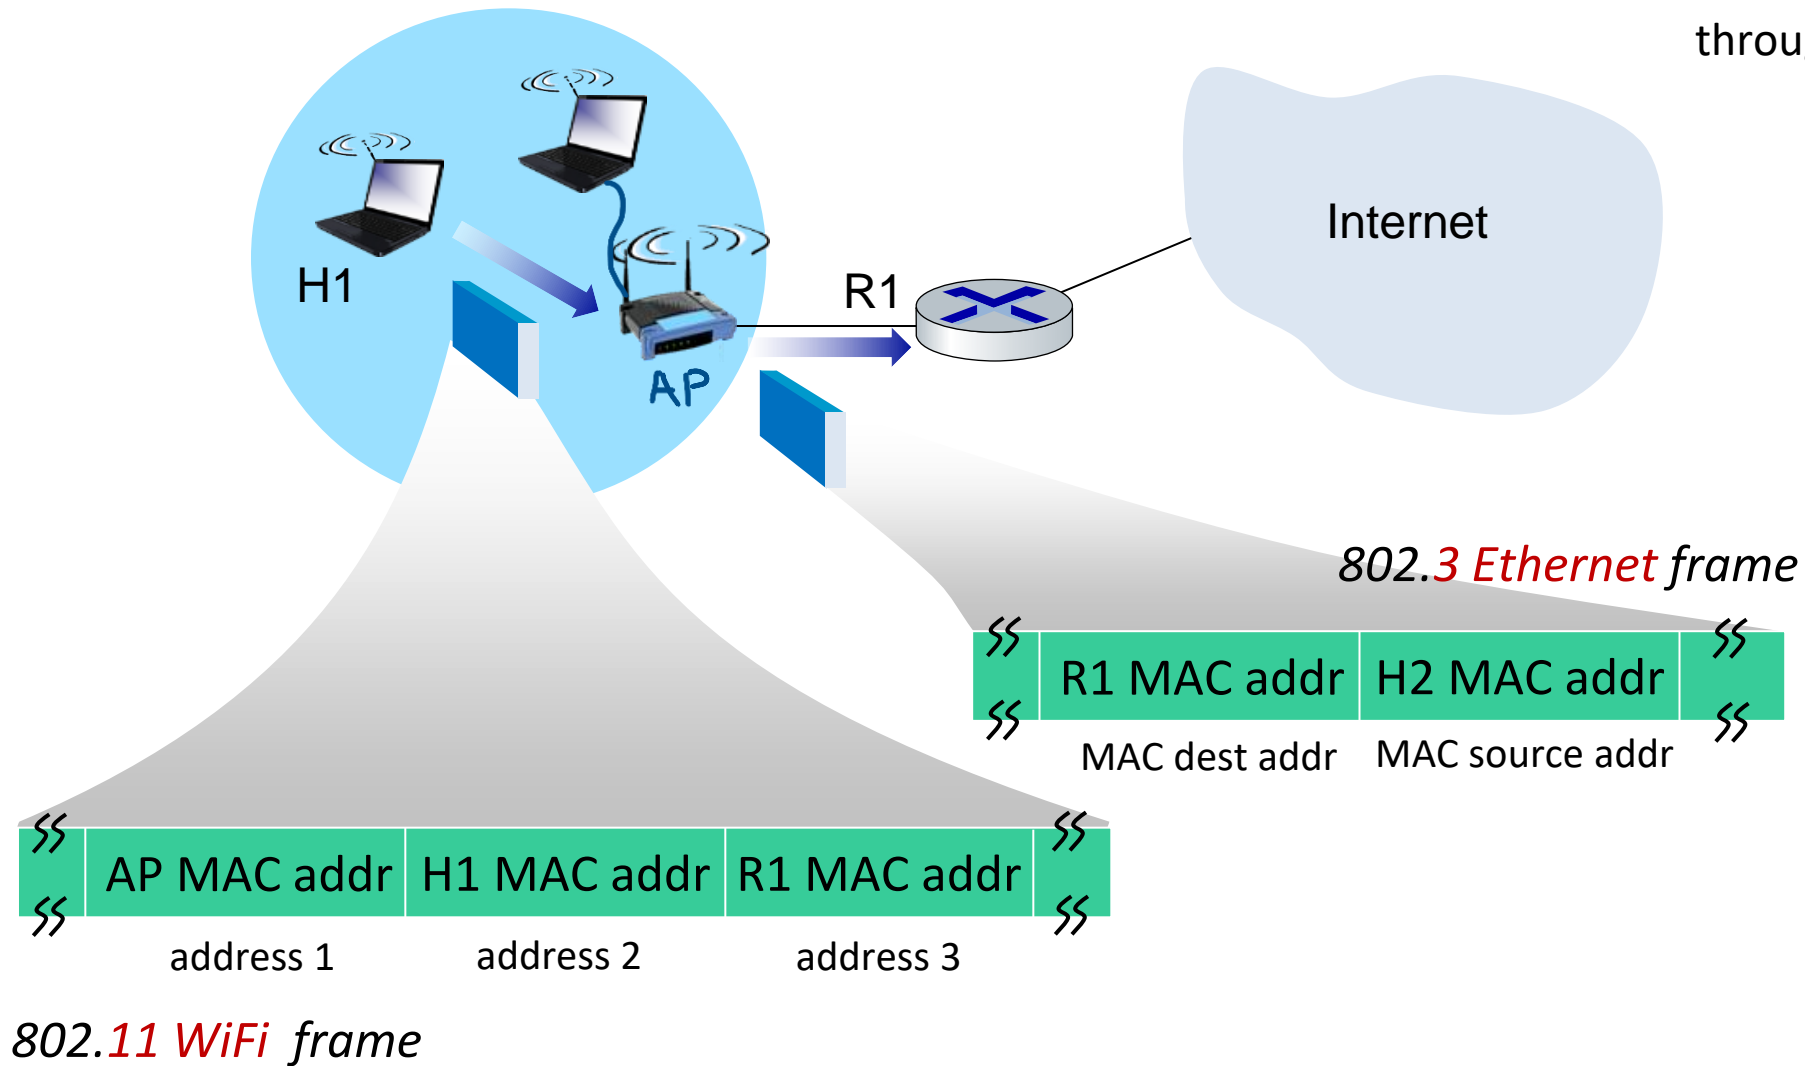 throu
Internet
H1
R1
AP
802.3 Ethernet frame
R1 MAC addr H2 MAC addr
MAC dest addr MAC source addr
AP MAC addr H1 MAC addr R1 MAC addr
address 1 address 2 address 3
802.11 WiFi frame